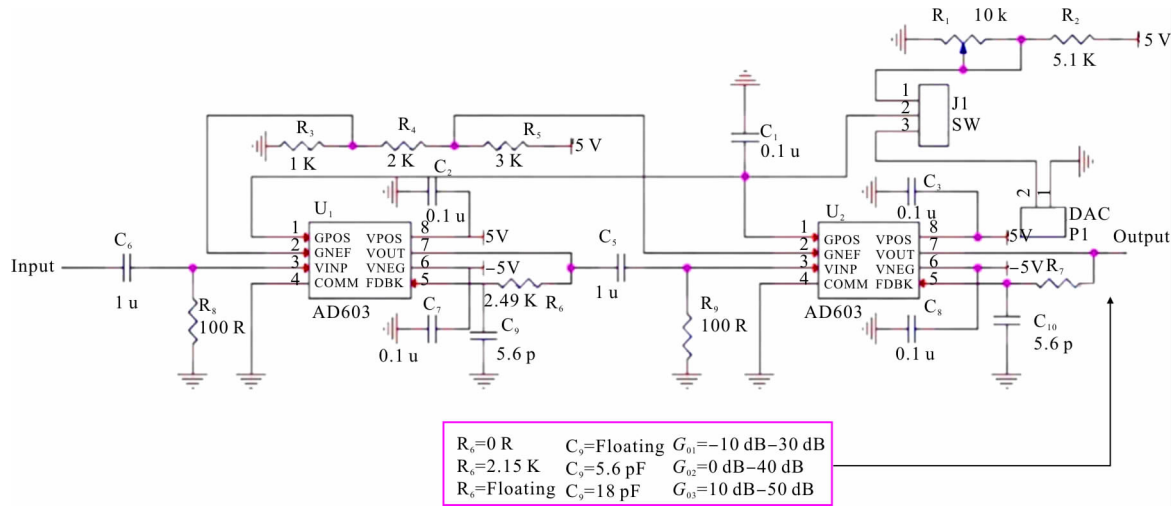 R₁ 10 k R₂
5 V
5.1 K
1
2
3
J1
SW
R₃ R₄ R₅
1 K 2 K 3 K
5 V
C₁
0.1 u
C₂
0.1 u
C₃
0.1 u
2 1
DAC
P1
U₁
1 GPOS VPOS 8
2 GNEF VOUT 7
3 VINP VNEG 6
4 COMM FDBK 5
AD603
5V
−5V
2.49 K R₆
Input
C₆
1 u
R₈
100 R
C₇
0.1 u
C₉
5.6 p
C₅
1 u
R₉
100 R
U₂
1 GPOS VPOS 8
2 GNEF VOUT 7
3 VINP VNEG 6
4 COMM FDBK 5
AD603
5V
−5V
R₇
Output
C₈
0.1 u
C₁₀
5.6 p
R₆=0 R C₉=Floating G₀₁=−10 dB−30 dB
R₆=2.15 K C₉=5.6 pF G₀₂=0 dB−40 dB
R₆=Floating C₉=18 pF G₀₃=10 dB−50 dB